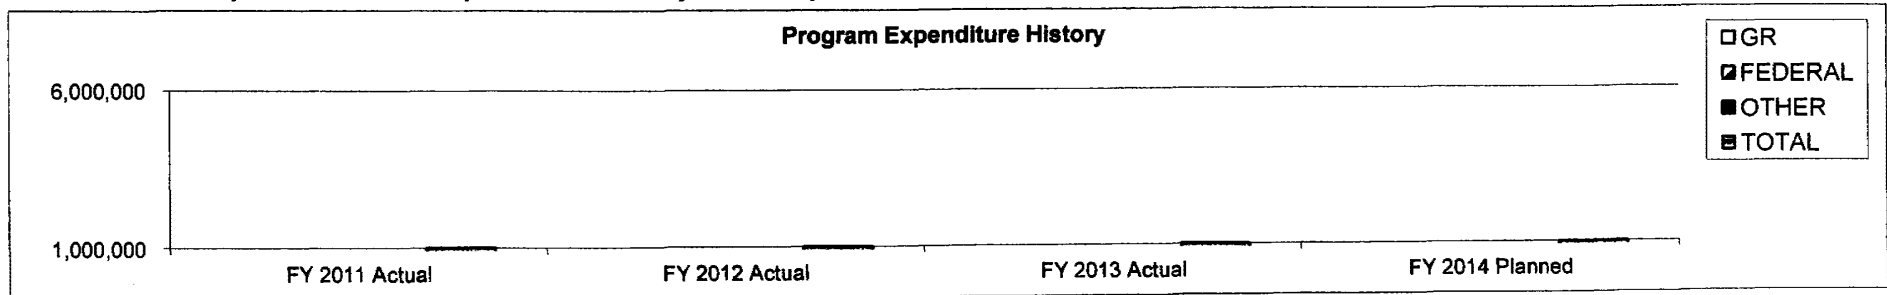 Program Expenditure History
GR
FEDERAL
OTHER
TOTAL
6,000,000
1,000,000
FY 2011 Actual
FY 2012 Actual
FY 2013 Actual
FY 2014 Planned